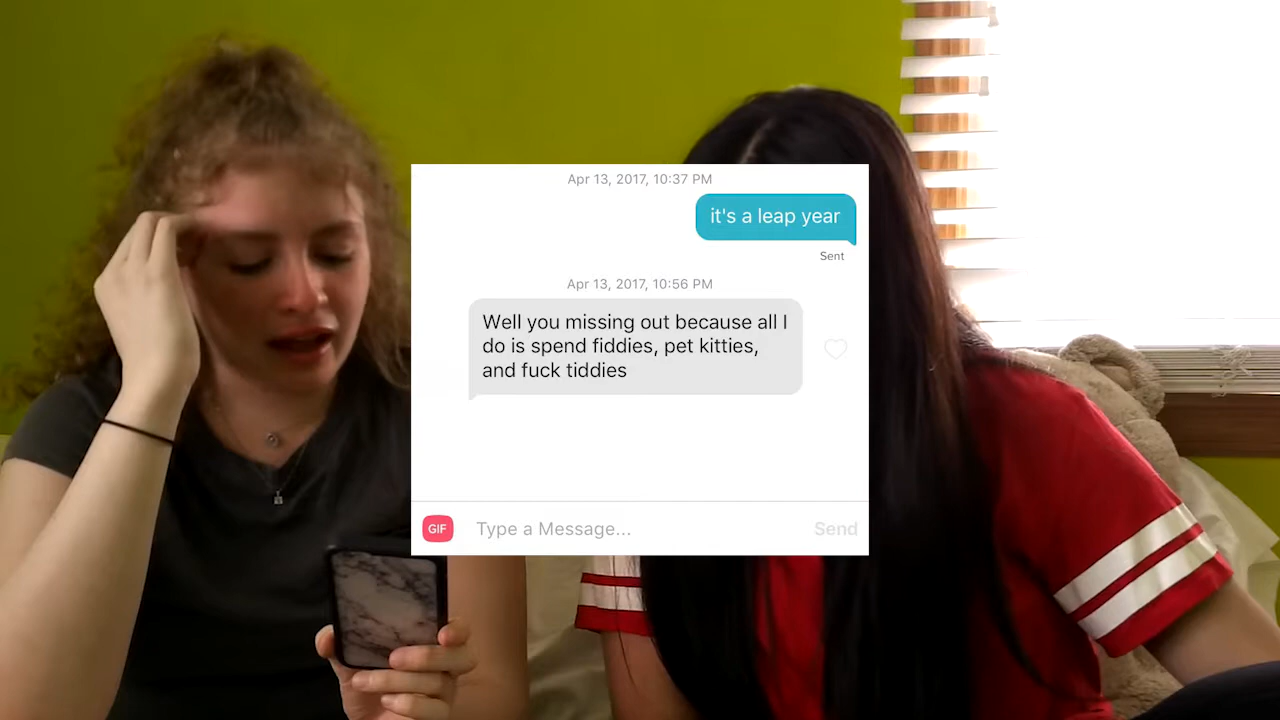 Apr 13, 2017, 10:37 PM
it's a leap year
Sent
Apr 13, 2017, 10:56 PM
Well you missing out because all I
do is spend fiddies, pet kitties,
and fuck tiddies
GIF Type a Message... Send